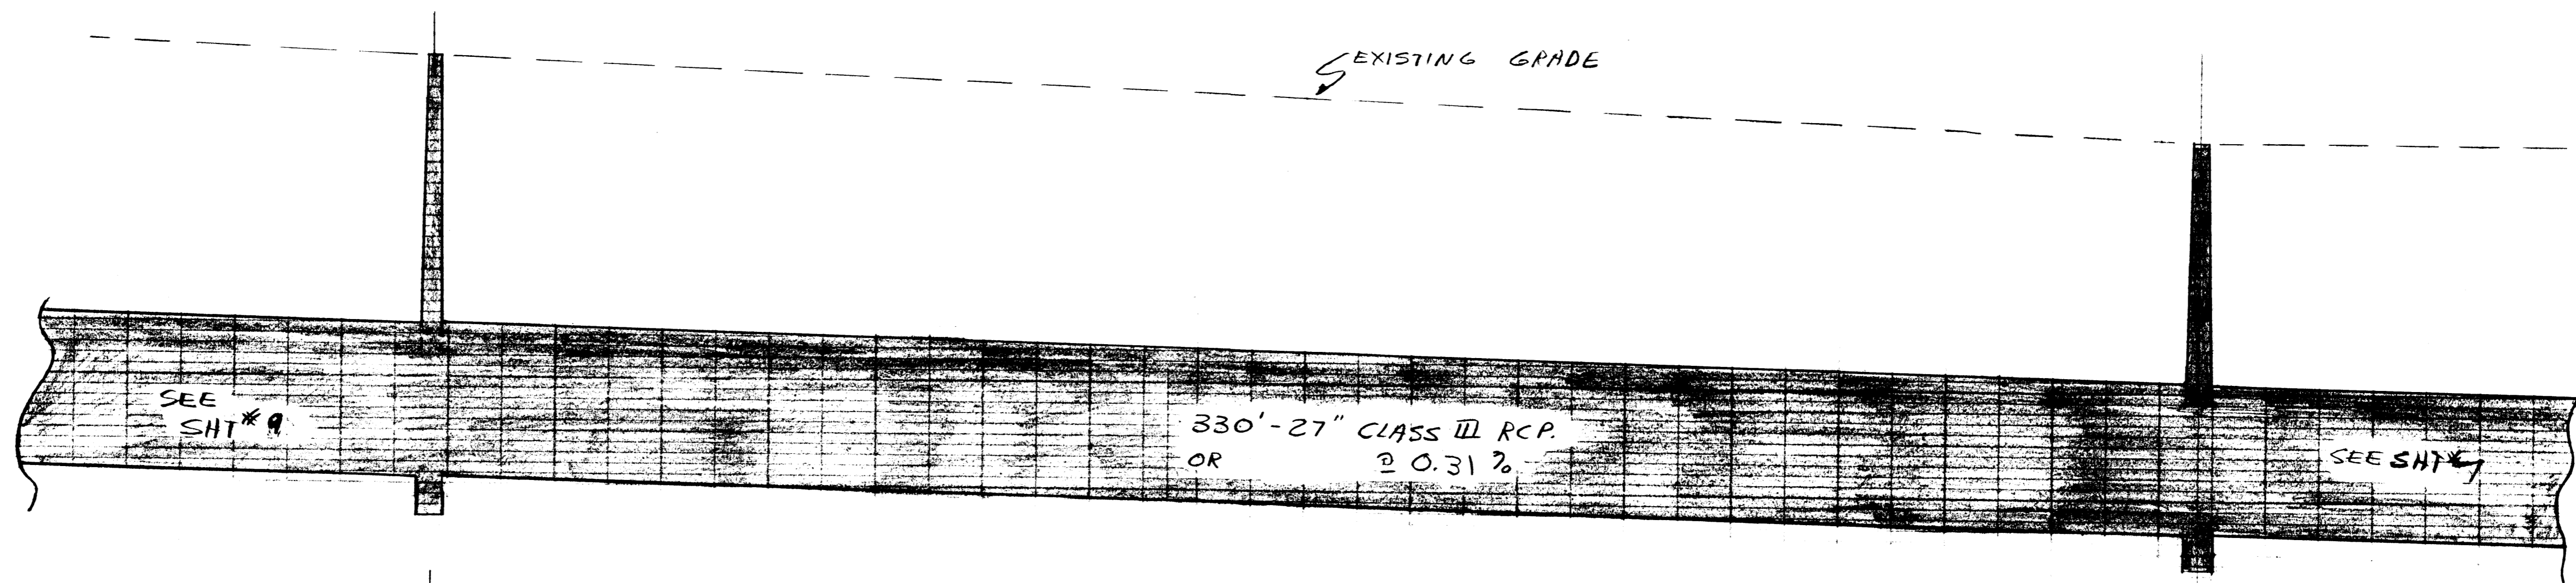 EXISTING GRADE
SEE
SHT # 9
330'-27" CLASS III RCP.
OR @ 0.31 %
SEE SHT #